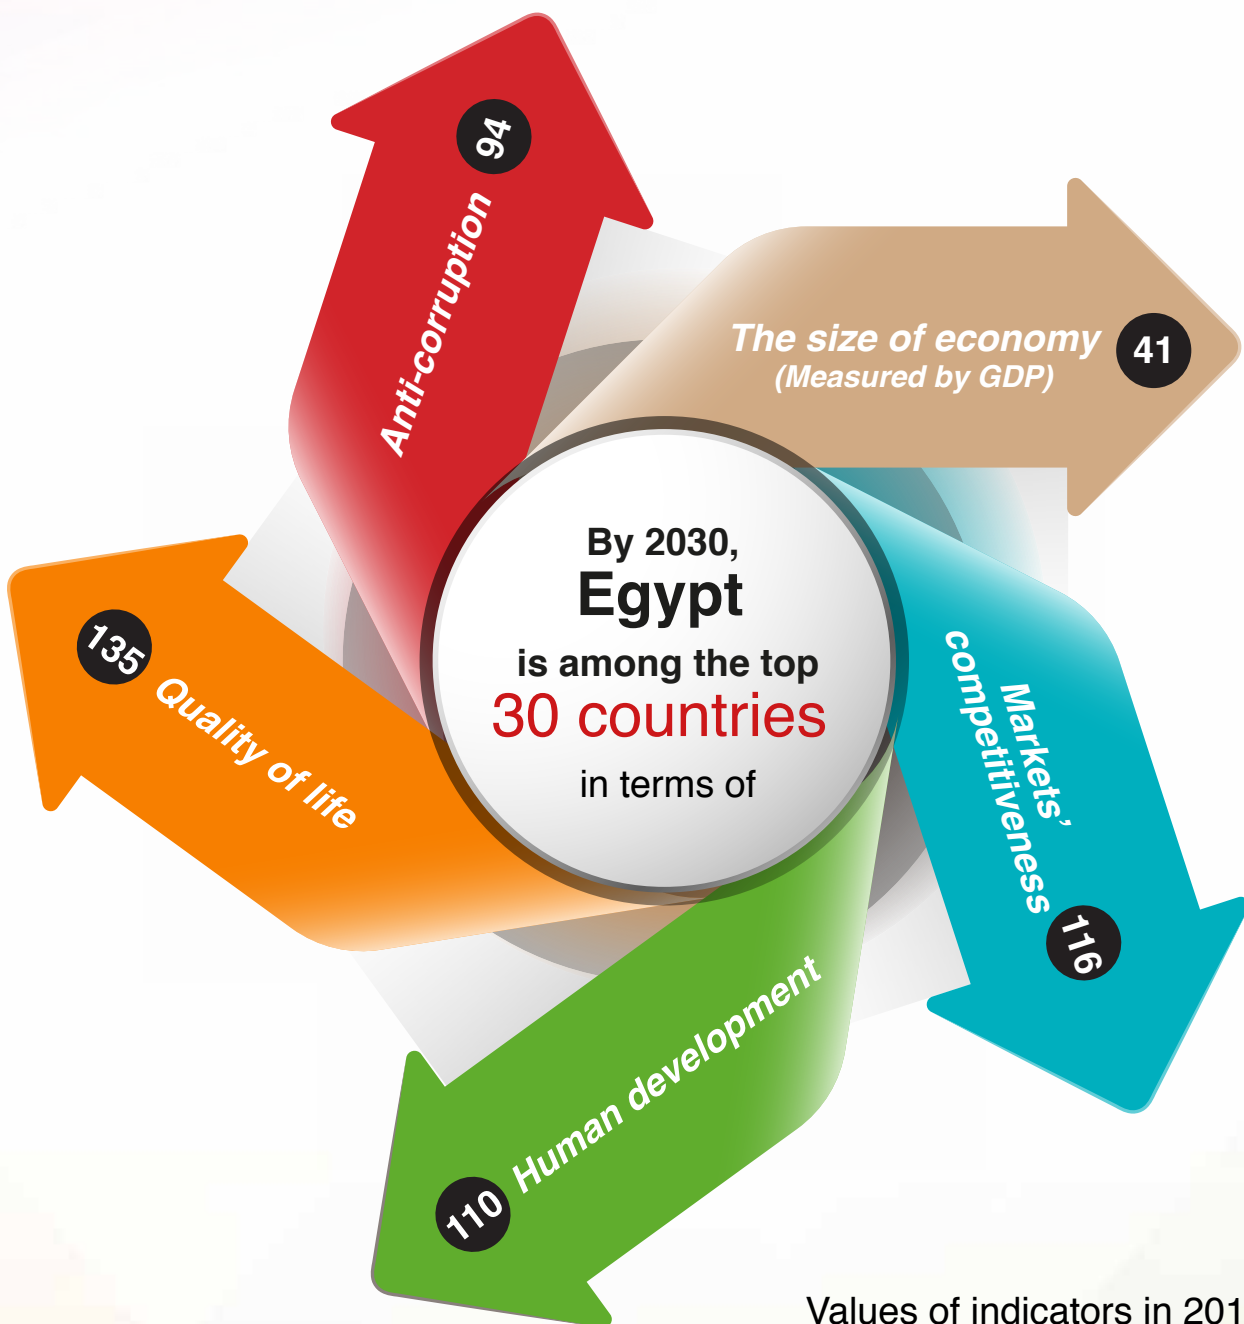 By 2030,
Egypt
is among the top
30 countries
in terms of
The size of economy
(Measured by GDP)
41
Markets’
competitiveness
116
Human development
110
Quality of life
135
Anti-corruption
94
Values of indicators in 201